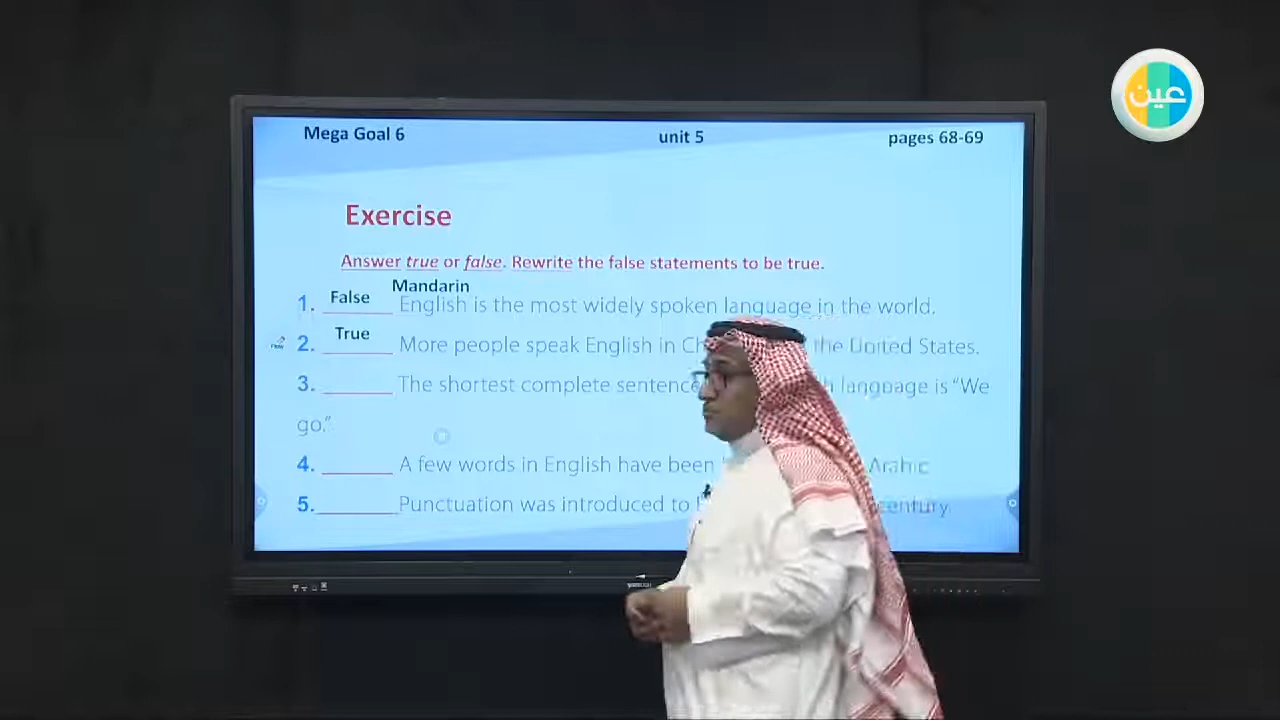 عين
Mega Goal 6 unit 5 pages 68-69
Exercise
Answer true or false. Rewrite the false statements to be true.
Mandarin
1. False English is the most widely spoken language in the world.
2. True More people speak English in the United States.
3. The shortest complete sentence language is “We
go.”
4. A few words in English have been Arabic
5. Punctuation was introduced to century.